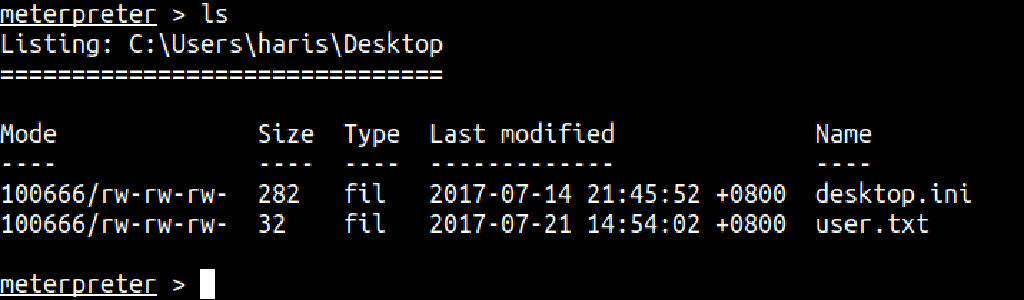 meterpreter > ls
Listing: C:\Users\haris\Desktop
===============================
Mode Size Type Last modified Name
---- ---- ---- ------------- ----
100666/rw-rw-rw- 282 fil 2017-07-14 21:45:52 +0800 desktop.ini
100666/rw-rw-rw- 32 fil 2017-07-21 14:54:02 +0800 user.txt
meterpreter >